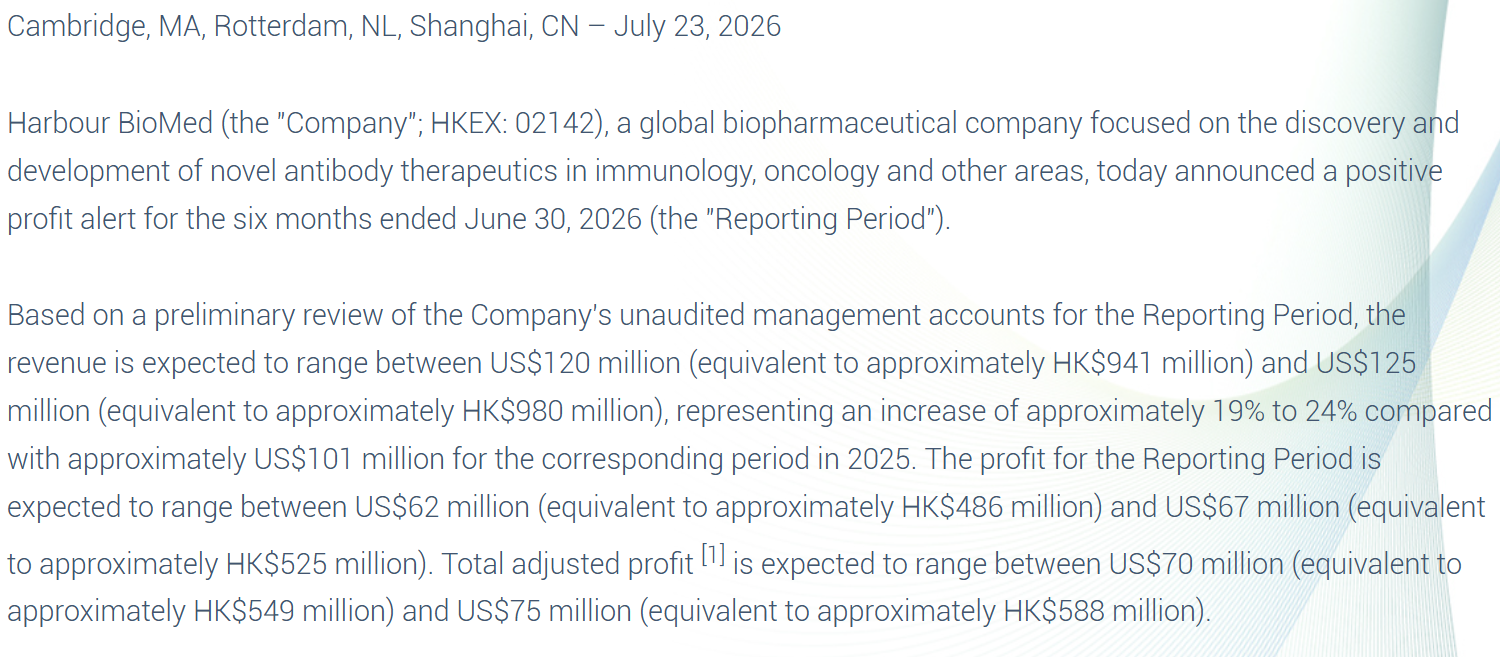 Cambridge, MA, Rotterdam, NL, Shanghai, CN – July 23, 2026
Harbour BioMed (the "Company"; HKEX: 02142), a global biopharmaceutical company focused on the discovery and
development of novel antibody therapeutics in immunology, oncology and other areas, today announced a positive
profit alert for the six months ended June 30, 2026 (the "Reporting Period").
Based on a preliminary review of the Company's unaudited management accounts for the Reporting Period, the
revenue is expected to range between US$120 million (equivalent to approximately HK$941 million) and US$125
million (equivalent to approximately HK$980 million), representing an increase of approximately 19% to 24% compared
with approximately US$101 million for the corresponding period in 2025. The profit for the Reporting Period is
expected to range between US$62 million (equivalent to approximately HK$486 million) and US$67 million (equivalent
to approximately HK$525 million). Total adjusted profit [1] is expected to range between US$70 million (equivalent to
approximately HK$549 million) and US$75 million (equivalent to approximately HK$588 million).